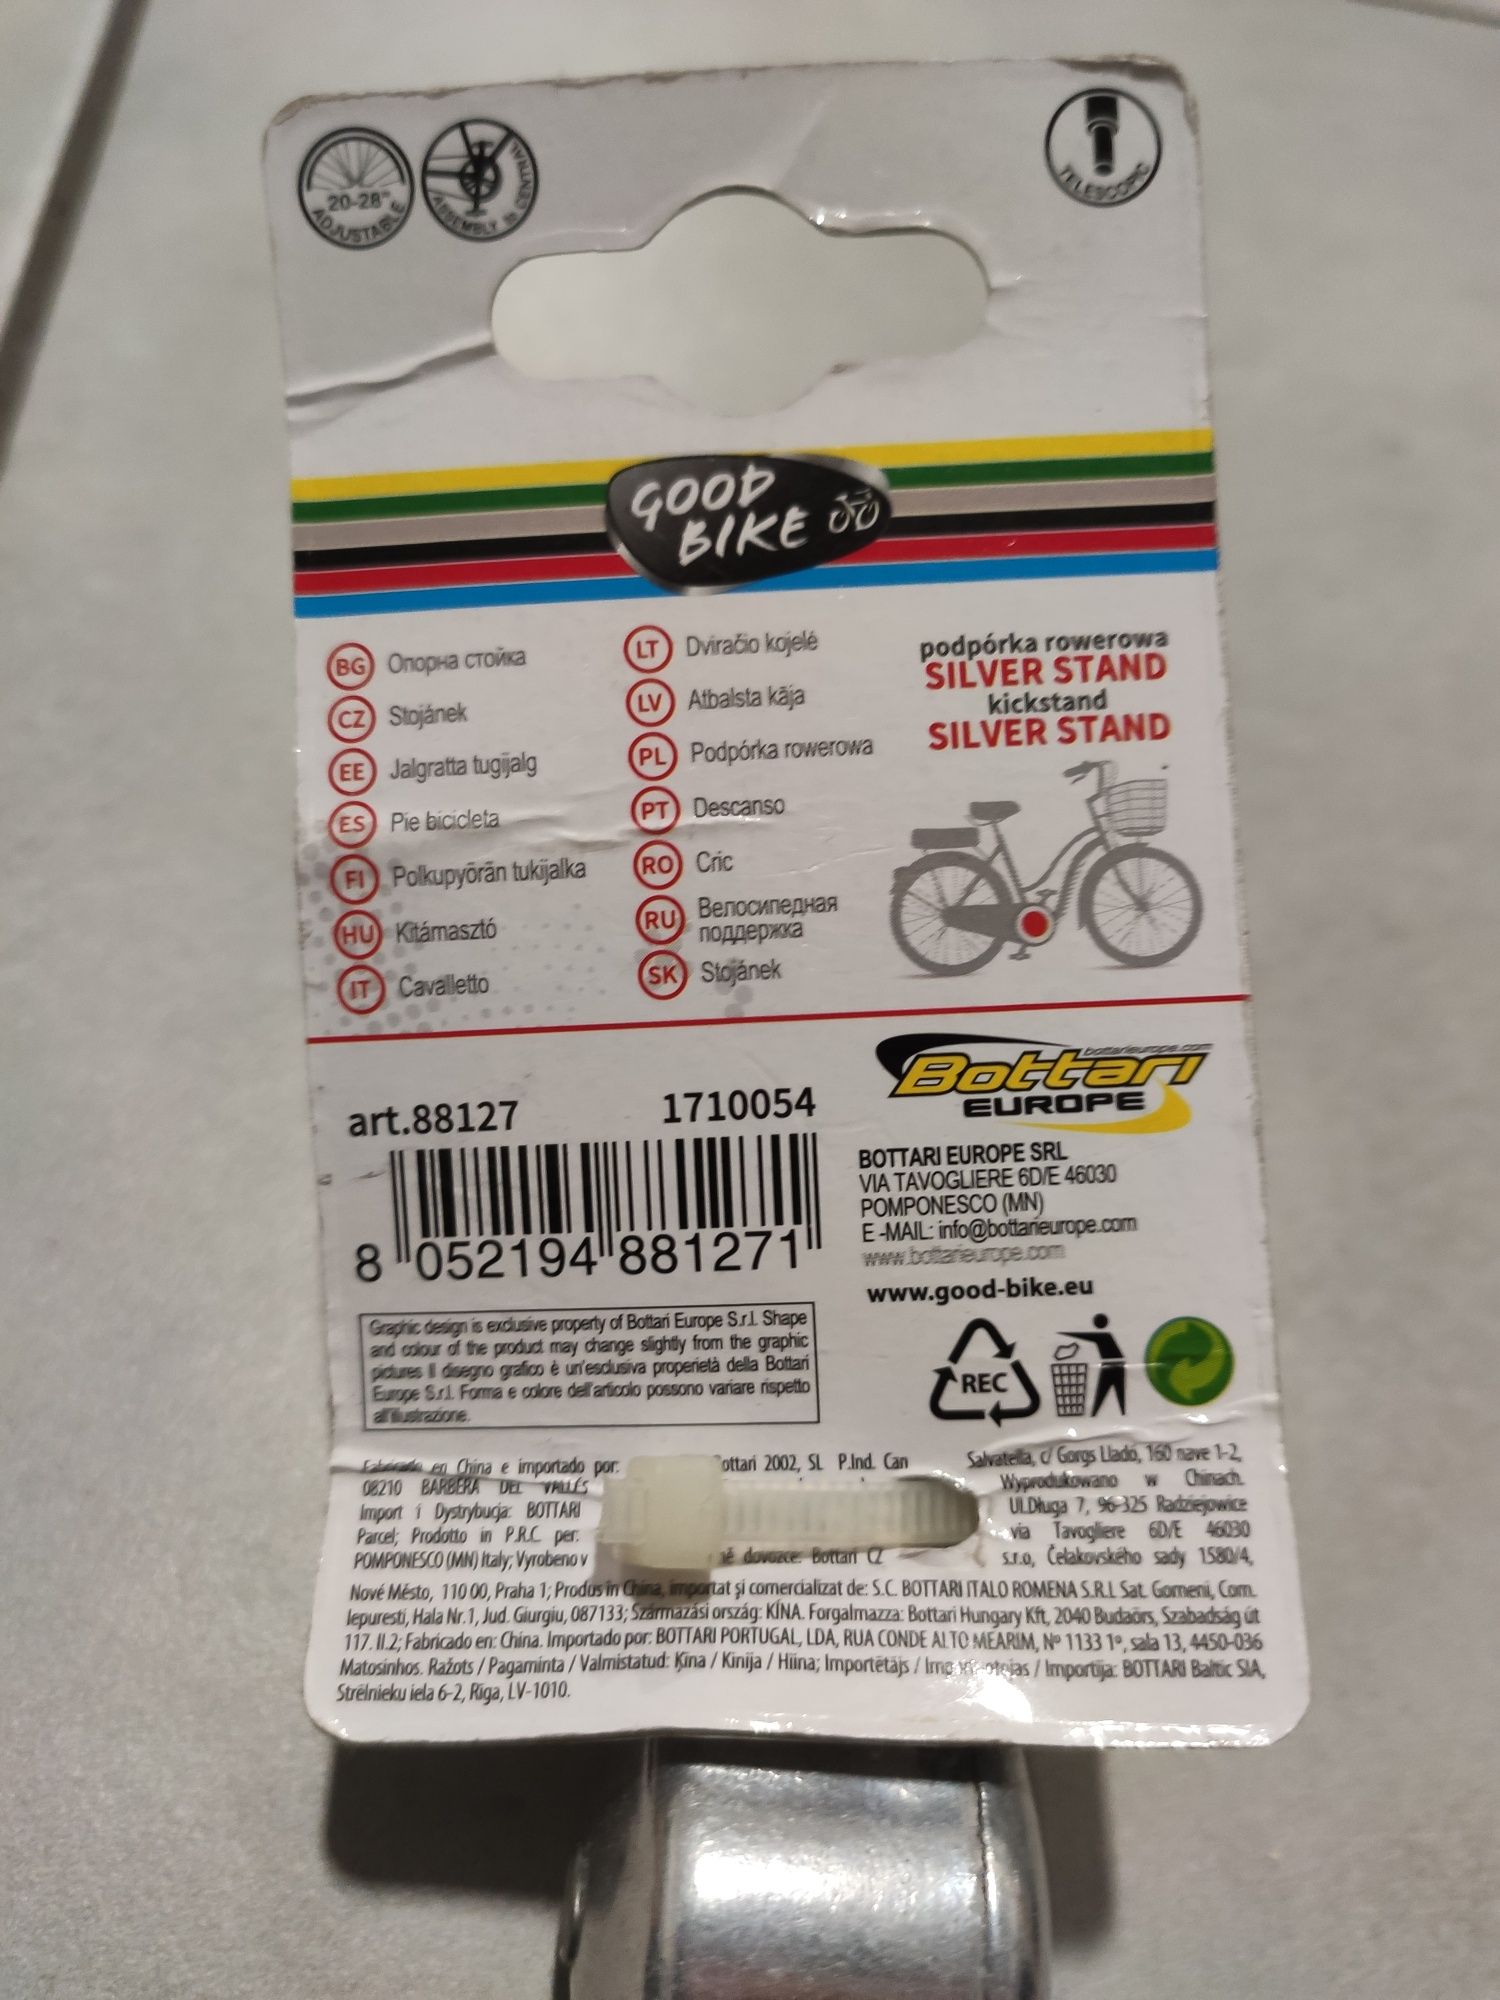 20-28"
ADJUSTABLE
ASSEMBLY in CENTRAL
TELESCOPIC
GOOD
BIKE
BG Опорна стойка
CZ Stojánek
EE Jalgratta tugijalg
ES Pie bicicleta
FI Polkupyörän tukijalka
HU Kitámasztó
IT Cavalletto
LT Dviračio kojelė
LV Atbalsta kāja
PL Podpórka rowerowa
PT Descanso
RO Cric
RU Велосипедная
поддержка
SK Stojánek
podpórka rowerowa
SILVER STAND
kickstand
SILVER STAND
art.88127 1710054
8 052194 881271
bottarieurope.com
Bottari
EUROPE
BOTTARI EUROPE SRL
VIA TAVOGLIERE 6D/E 46030
POMPONESCO (MN)
E -MAIL: info@bottarieurope.com
www.bottarieurope.com
www.good-bike.eu
REC
Graphic design is exclusive property of Bottari Europe S.r.l. Shape
and colour of the product may change slightly from the graphic
pictures Il disegno grafico è un'esclusiva properietà della Bottari
Europe S.r.l. Forma e colore dell'articolo possono variare rispetto
all'illustrazione.
Fabricado en China e importado por: ottari 2002, SL P.Ind. Can Salvatella, c/ Gorgs Lladó, 160 nave 1-2,
08210 BARBERA DEL VALLÉS Wyprodukowano w Chinach.
Import i Dystrybucja: BOTTARI Ul.Długa 7, 96-325 Radziejowice
Parcel; Prodotto in P.R.C per: via Tavogliere 6D/E 46030
POMPONESCO (MN) Italy; Vyrobeno v dovozce: Bottari CZ s.r.o, Čelakovského sady 1580/4,
Nové Město, 110 00, Praha 1; Produs în China, importat şi comercializat de: S.C. BOTTARI ITALO ROMENA S.R.L Sat. Gorneni, Com.
Iepuresti, Hala Nr.1, Jud. Giurgiu, 087133; Származási ország: KÍNA. Forgalmazza: Bottari Hungary Kft, 2040 Budaörs, Szabadság út
117. II.2; Fabricado en: China. Importado por: BOTTARI PORTUGAL, LDA, RUA CONDE ALTO MEARIM, Nº 1133 1º, sala 13, 4450-036
Matosinhos. Ražots / Pagaminta / Valmistatud: Ķīna / Kinija / Hiina; Importētājs / / Importija: BOTTARI Baltic SIA,
Strēlnieku iela 6-2, Rīga, LV-1010.